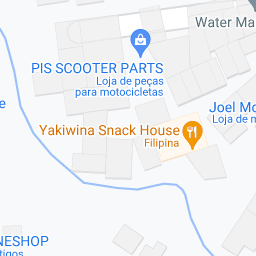 Water Ma
PIS SCOOTER PARTS
Loja de peças
para motocicletas
Joel Mo
Loja de m
Yakiwina Snack House
Filipina
e
NESHOP
tigos